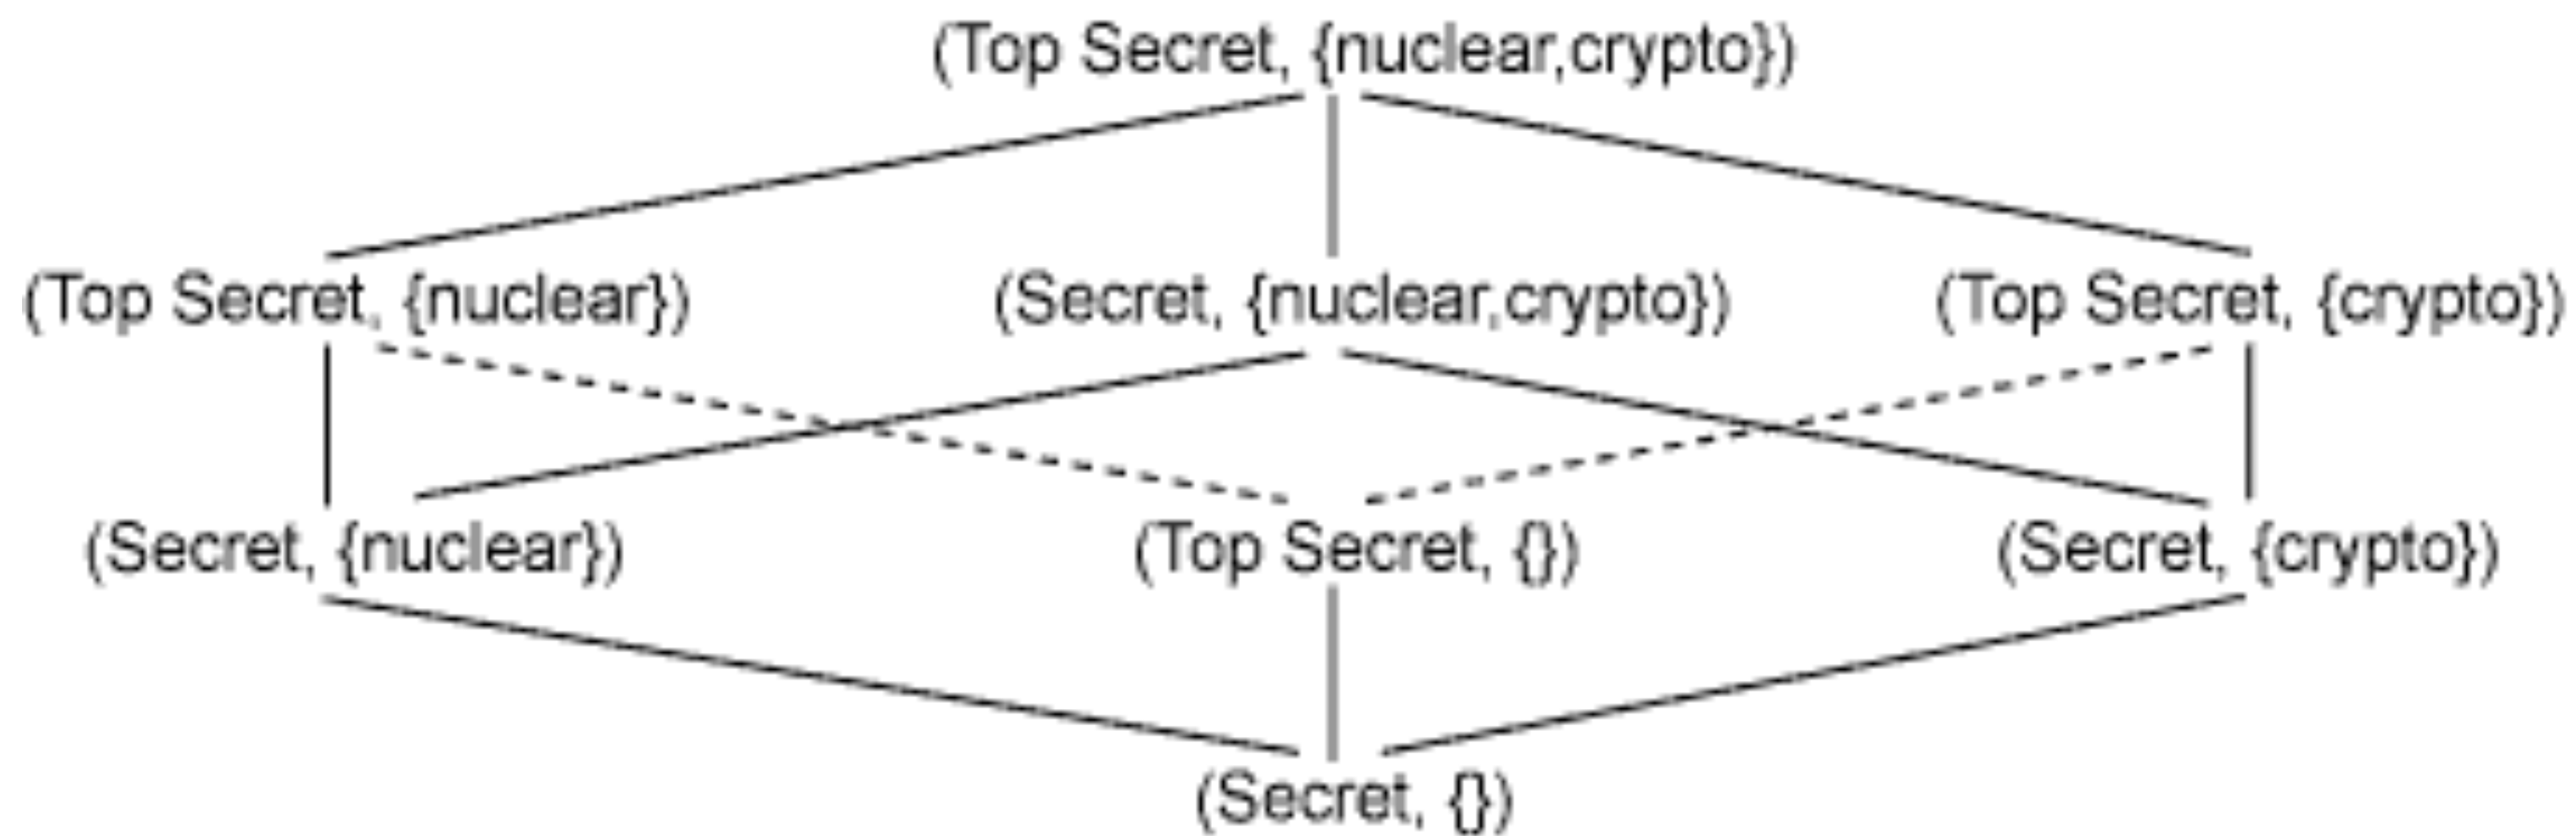 (Top Secret, {nuclear,crypto})
(Top Secret, {nuclear})
(Secret, {nuclear,crypto})
(Top Secret, {crypto})
(Secret, {nuclear})
(Top Secret, {})
(Secret, {crypto})
(Secret, {})